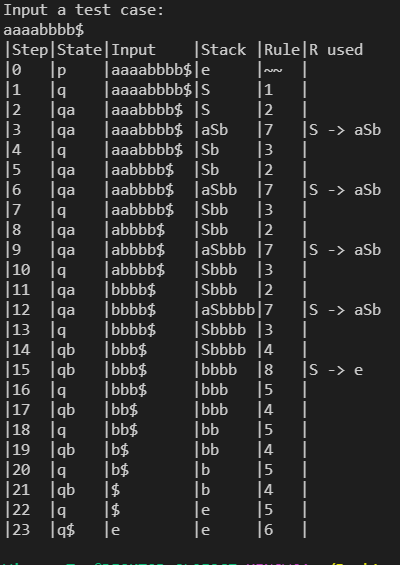 Input a test case:
aaaabbbb$
|Step|State|Input    |Stack  |Rule|R used
|0   |p    |aaaabbbb$|e      |~~  |
|1   |q    |aaaabbbb$|S      |1   |
|2   |qa   |aaabbbb$ |S      |2   |
|3   |qa   |aaabbbb$ |aSb    |7   |S -> aSb
|4   |q    |aaabbbb$ |Sb     |3   |
|5   |qa   |aabbbb$  |Sb     |2   |
|6   |qa   |aabbbb$  |aSbb   |7   |S -> aSb
|7   |q    |aabbbb$  |Sbb    |3   |
|8   |qa   |abbbb$   |Sbb    |2   |
|9   |qa   |abbbb$   |aSbbb  |7   |S -> aSb
|10  |q    |abbbb$   |Sbbb   |3   |
|11  |qa   |bbbb$    |Sbbb   |2   |
|12  |qa   |bbbb$    |aSbbbb|7   |S -> aSb
|13  |q    |bbbb$    |Sbbbb  |3   |
|14  |qb   |bbb$     |Sbbbb  |4   |
|15  |qb   |bbb$     |bbbb   |8   |S -> e
|16  |q    |bbb$     |bbb    |5   |
|17  |qb   |bb$      |bbb    |4   |
|18  |q    |bb$      |bb     |5   |
|19  |qb   |b$       |bb     |4   |
|20  |q    |b$       |b      |5   |
|21  |qb   |$        |b      |4   |
|22  |q    |$        |e      |5   |
|23  |q$   |e        |e      |6   |